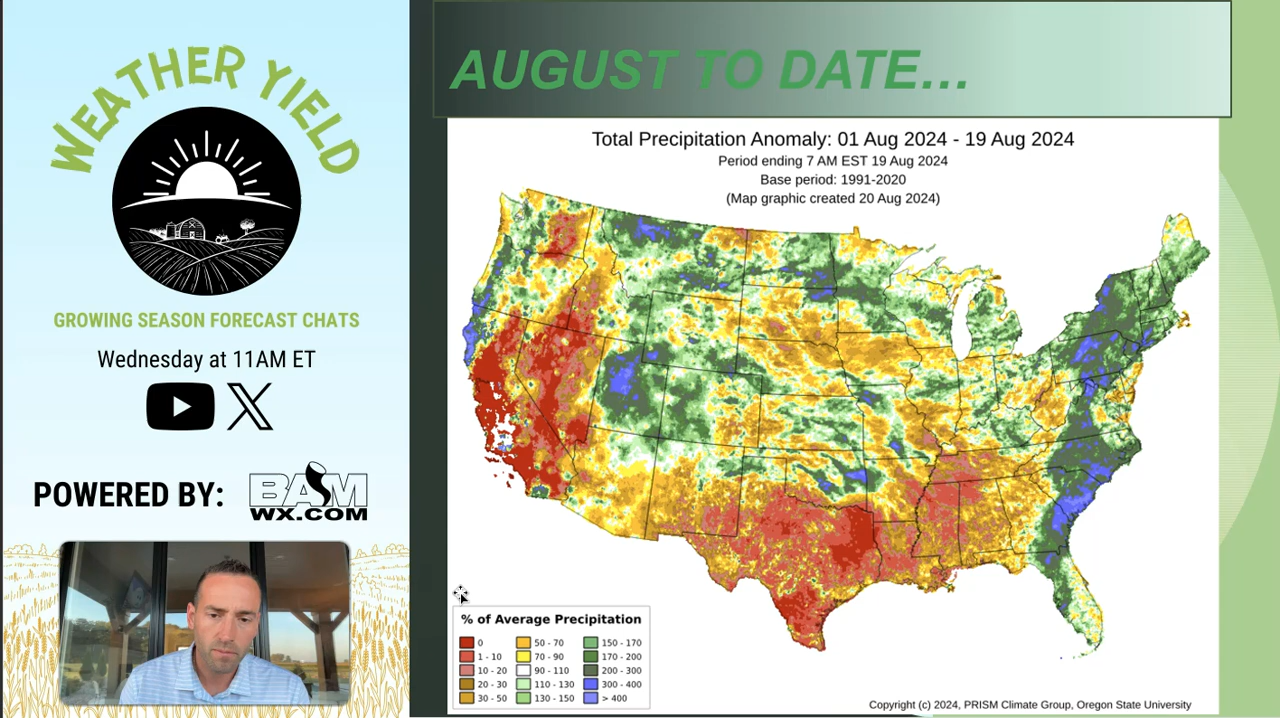 WEATHER YIELD
GROWING SEASON FORECAST CHATS
Wednesday at 11AM ET
POWERED BY:
BAM
WX.COM
AUGUST TO DATE...
Total Precipitation Anomaly: 01 Aug 2024 - 19 Aug 2024
Period ending 7 AM EST 19 Aug 2024
Base period: 1991-2020
(Map graphic created 20 Aug 2024)
% of Average Precipitation
0
1 - 10
10 - 20
20 - 30
30 - 50
50 - 70
70 - 90
90 - 110
110 - 130
130 - 150
150 - 170
170 - 200
200 - 300
300 - 400
> 400
Copyright (c) 2024, PRISM Climate Group, Oregon State University